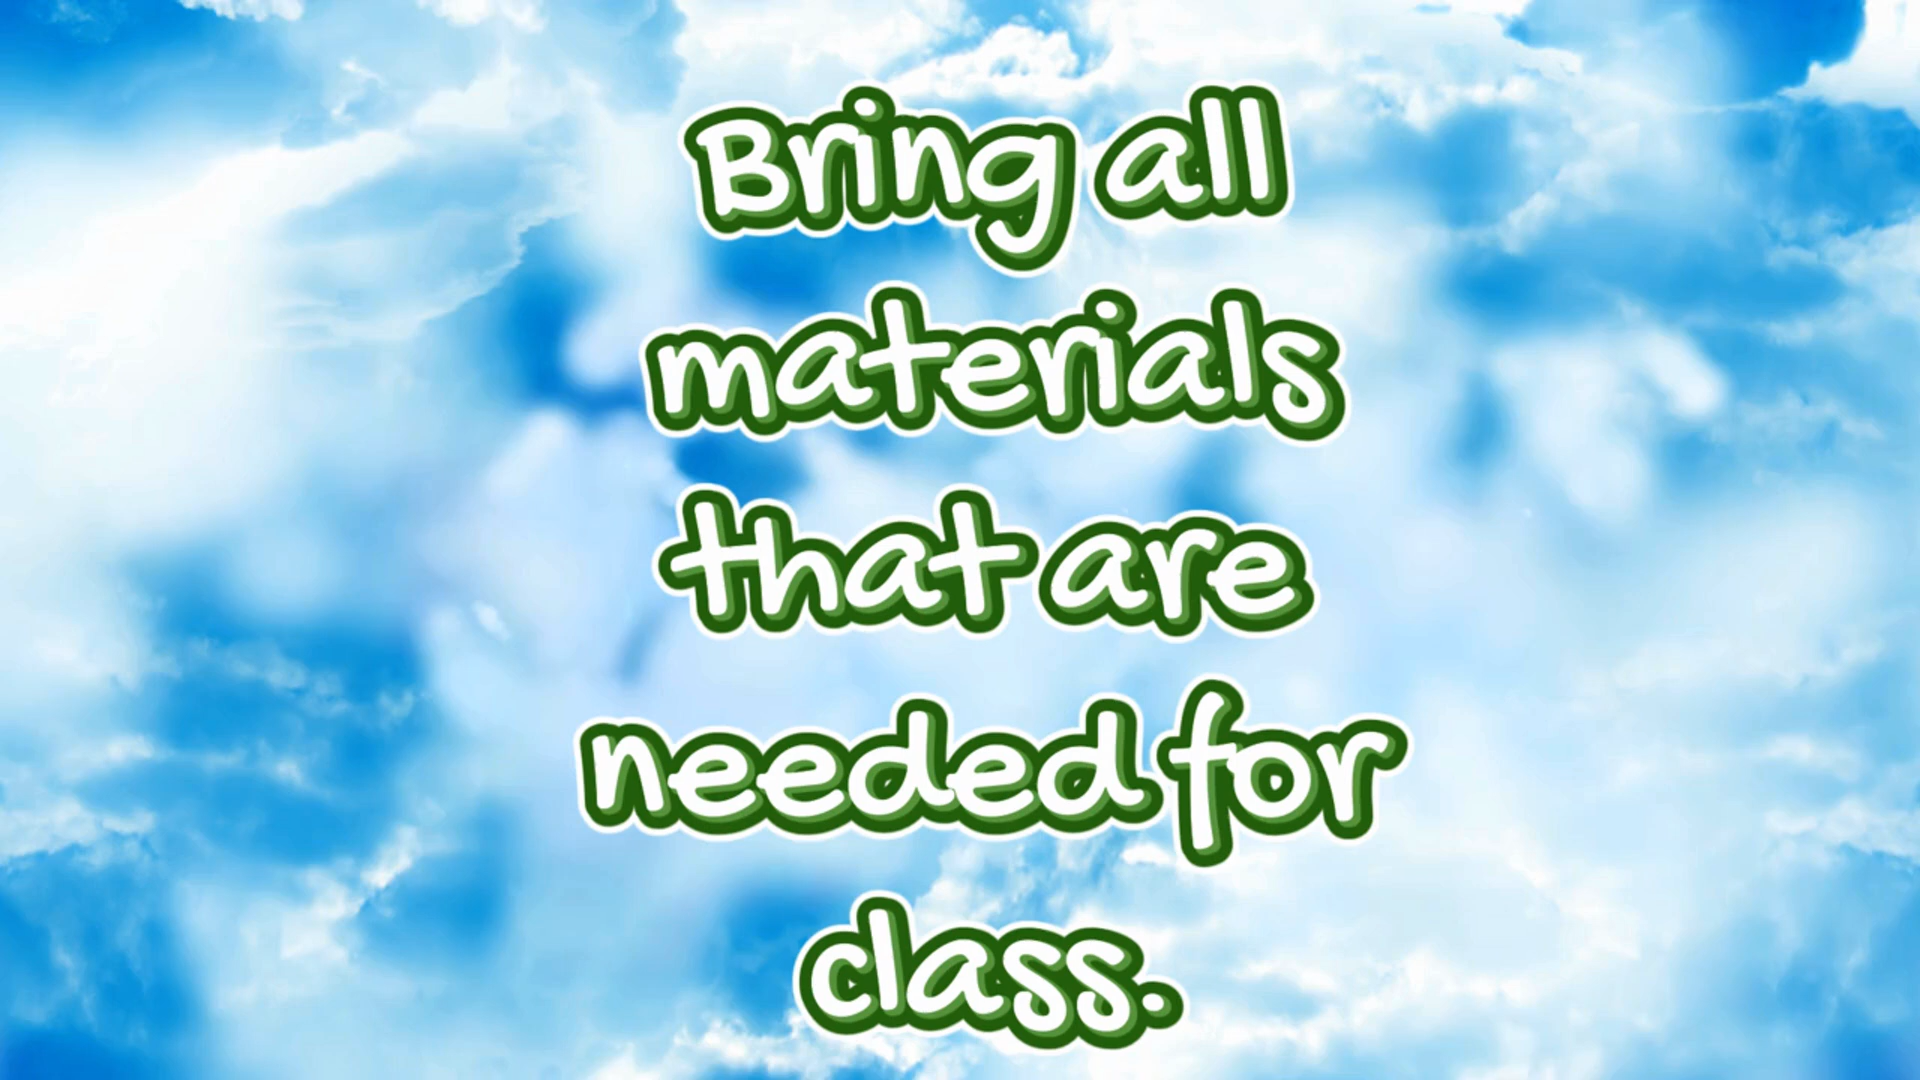 Bring all
materials
that are
needed for
class.